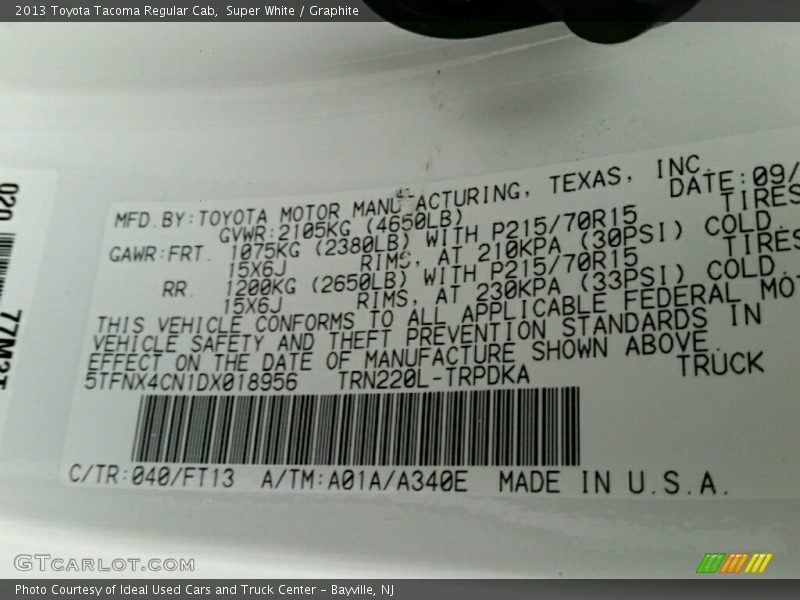 2013 Toyota Tacoma Regular Cab, Super White / Graphite
MFD.BY:TOYOTA MOTOR MANUFACTURING, TEXAS, INC.
DATE:09/
GVWR:2105KG (4650LB)
GAWR:FRT. 1075KG (2380LB) WITH P215/70R15 TIRES
15X6J RIMS, AT 210KPA (30PSI) COLD.
RR. 1200KG (2650LB) WITH P215/70R15 TIRES
15X6J RIMS, AT 230KPA (33PSI) COLD.
THIS VEHICLE CONFORMS TO ALL APPLICABLE FEDERAL MOT
VEHICLE SAFETY AND THEFT PREVENTION STANDARDS IN
EFFECT ON THE DATE OF MANUFACTURE SHOWN ABOVE.
5TFNX4CN1DX018956 TRN220L-TRPDKA TRUCK
C/TR:040/FT13 A/TM:A01A/A340E MADE IN U.S.A.
020
GTCARLOT.COM
Photo Courtesy of Ideal Used Cars and Truck Center – Bayville, NJ